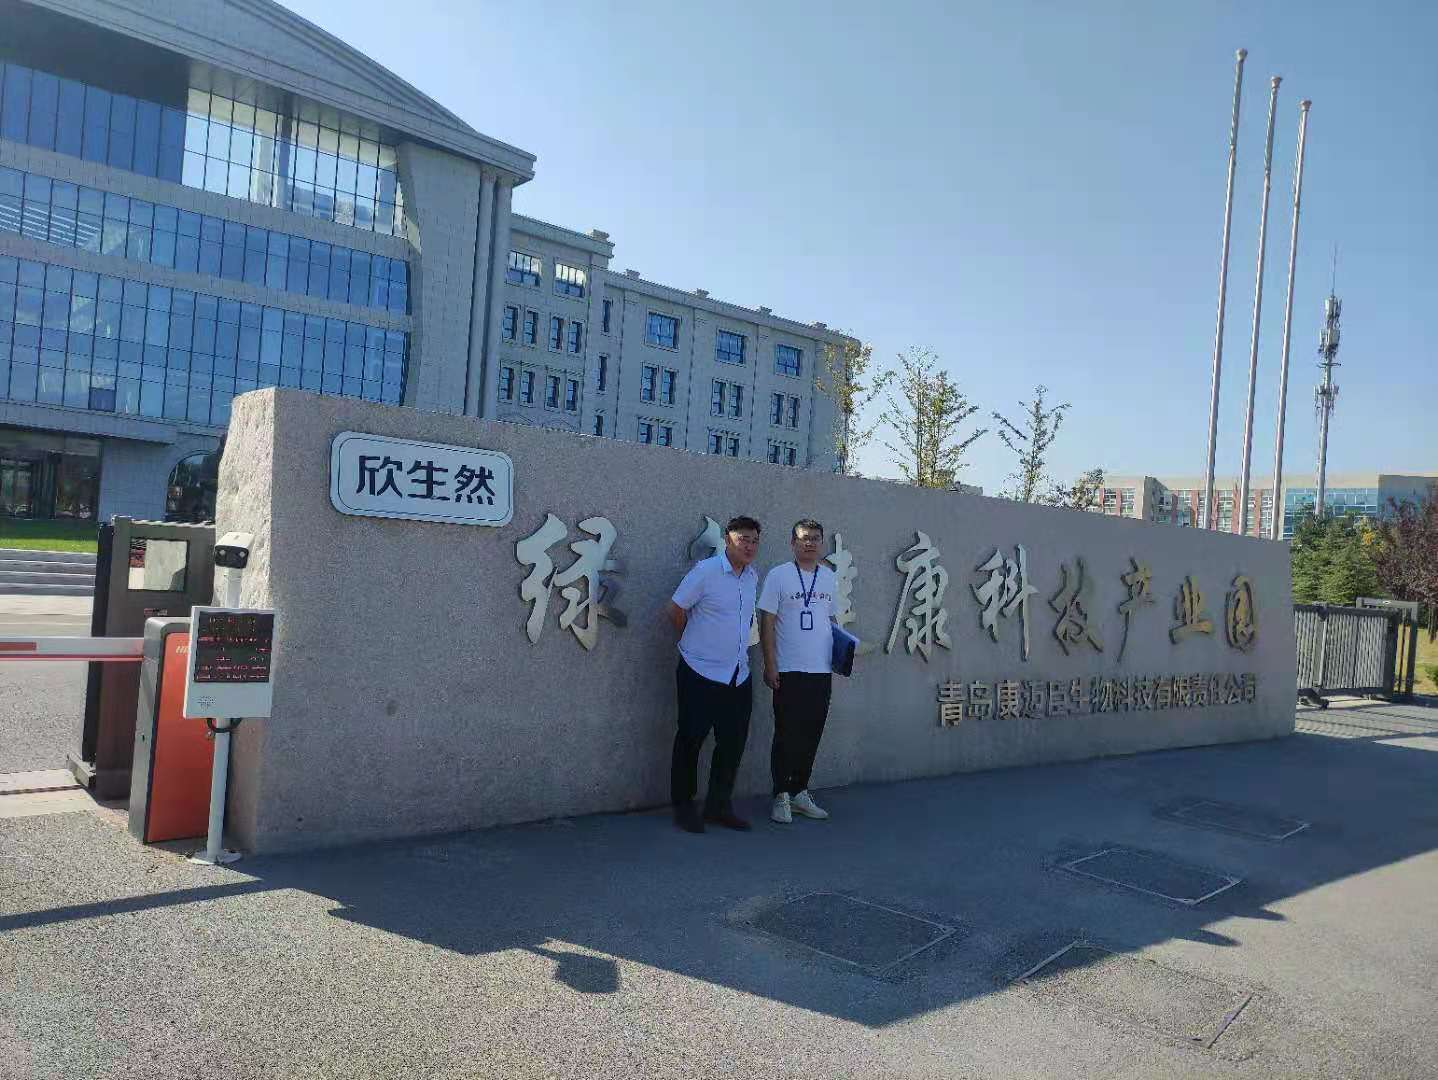 欣生然
绿 健康科技产业园
青岛康迈臣生物科技有限责任公司